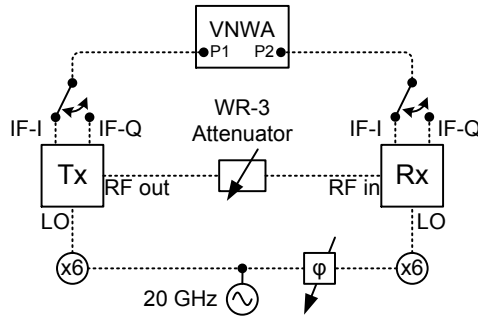 VNWA
P1 P2
IF-I IF-Q
WR-3
Attenuator
IF-I IF-Q
Tx
RF out
RF in
Rx
LO
LO
x6
φ
x6
20 GHz